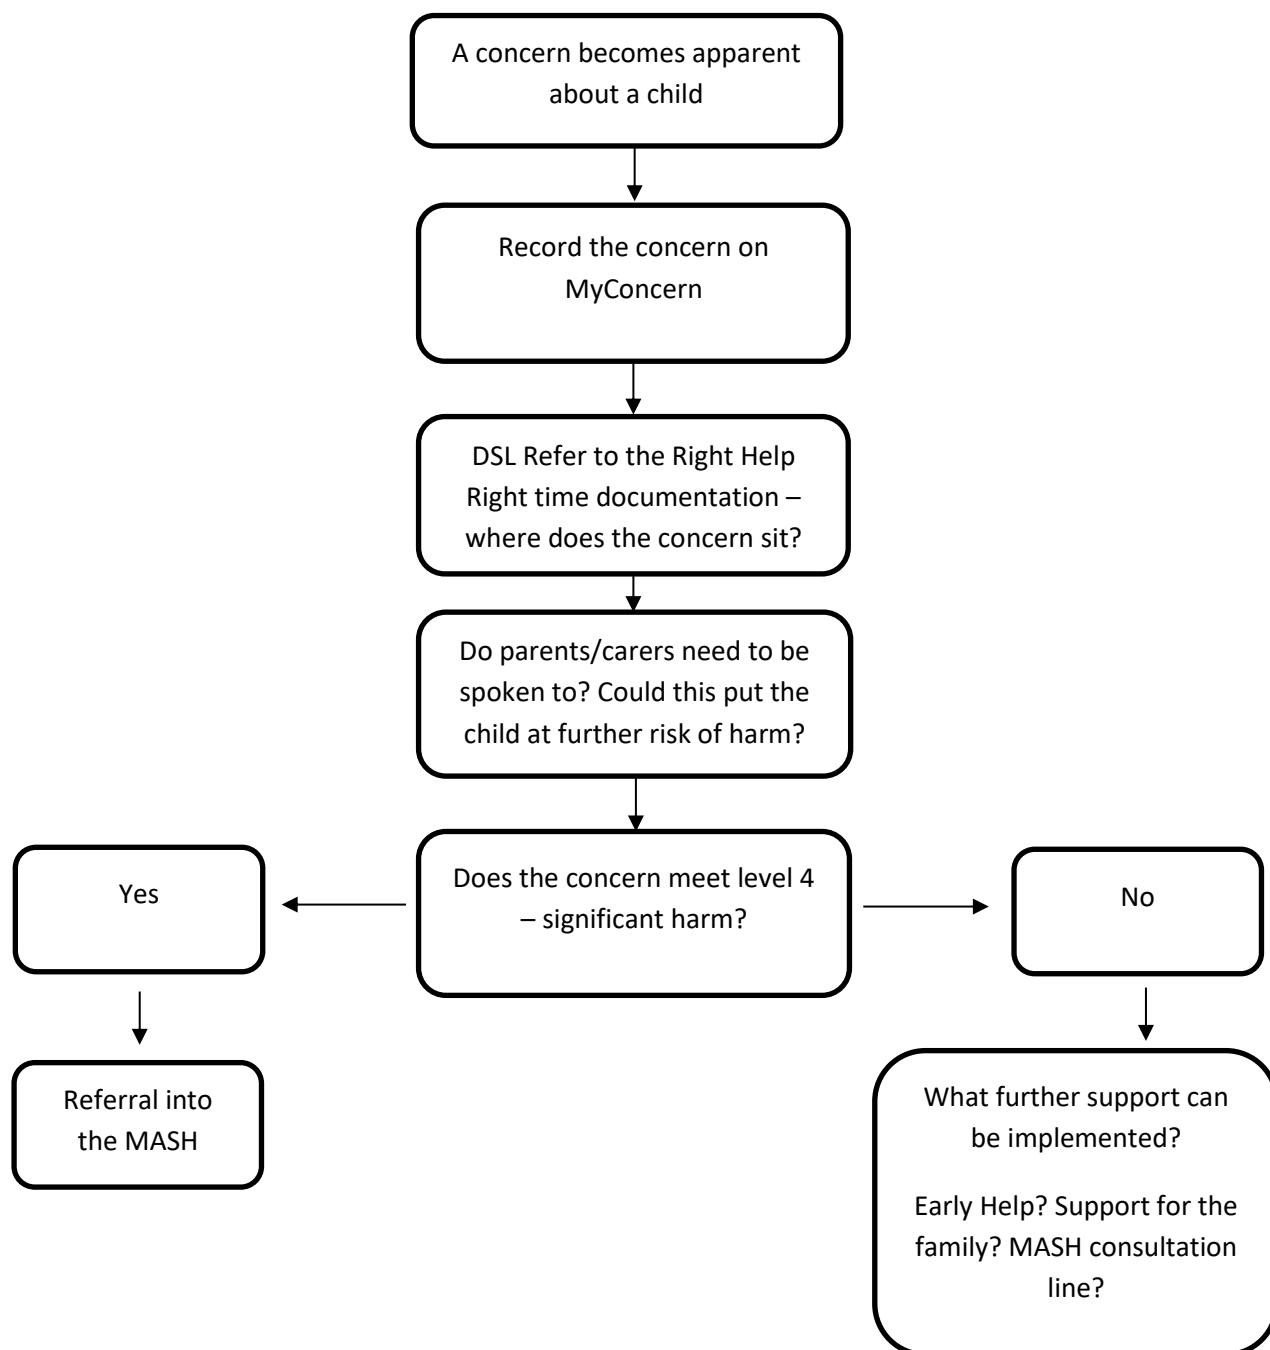 A concern becomes apparent
about a child
Record the concern on
MyConcern
DSL Refer to the Right Help
Right time documentation –
where does the concern sit?
Do parents/carers need to be
spoken to? Could this put the
child at further risk of harm?
Does the concern meet level 4
– significant harm?
Yes
No
Referral into
the MASH
What further support can
be implemented?
Early Help? Support for the
family? MASH consultation
line?